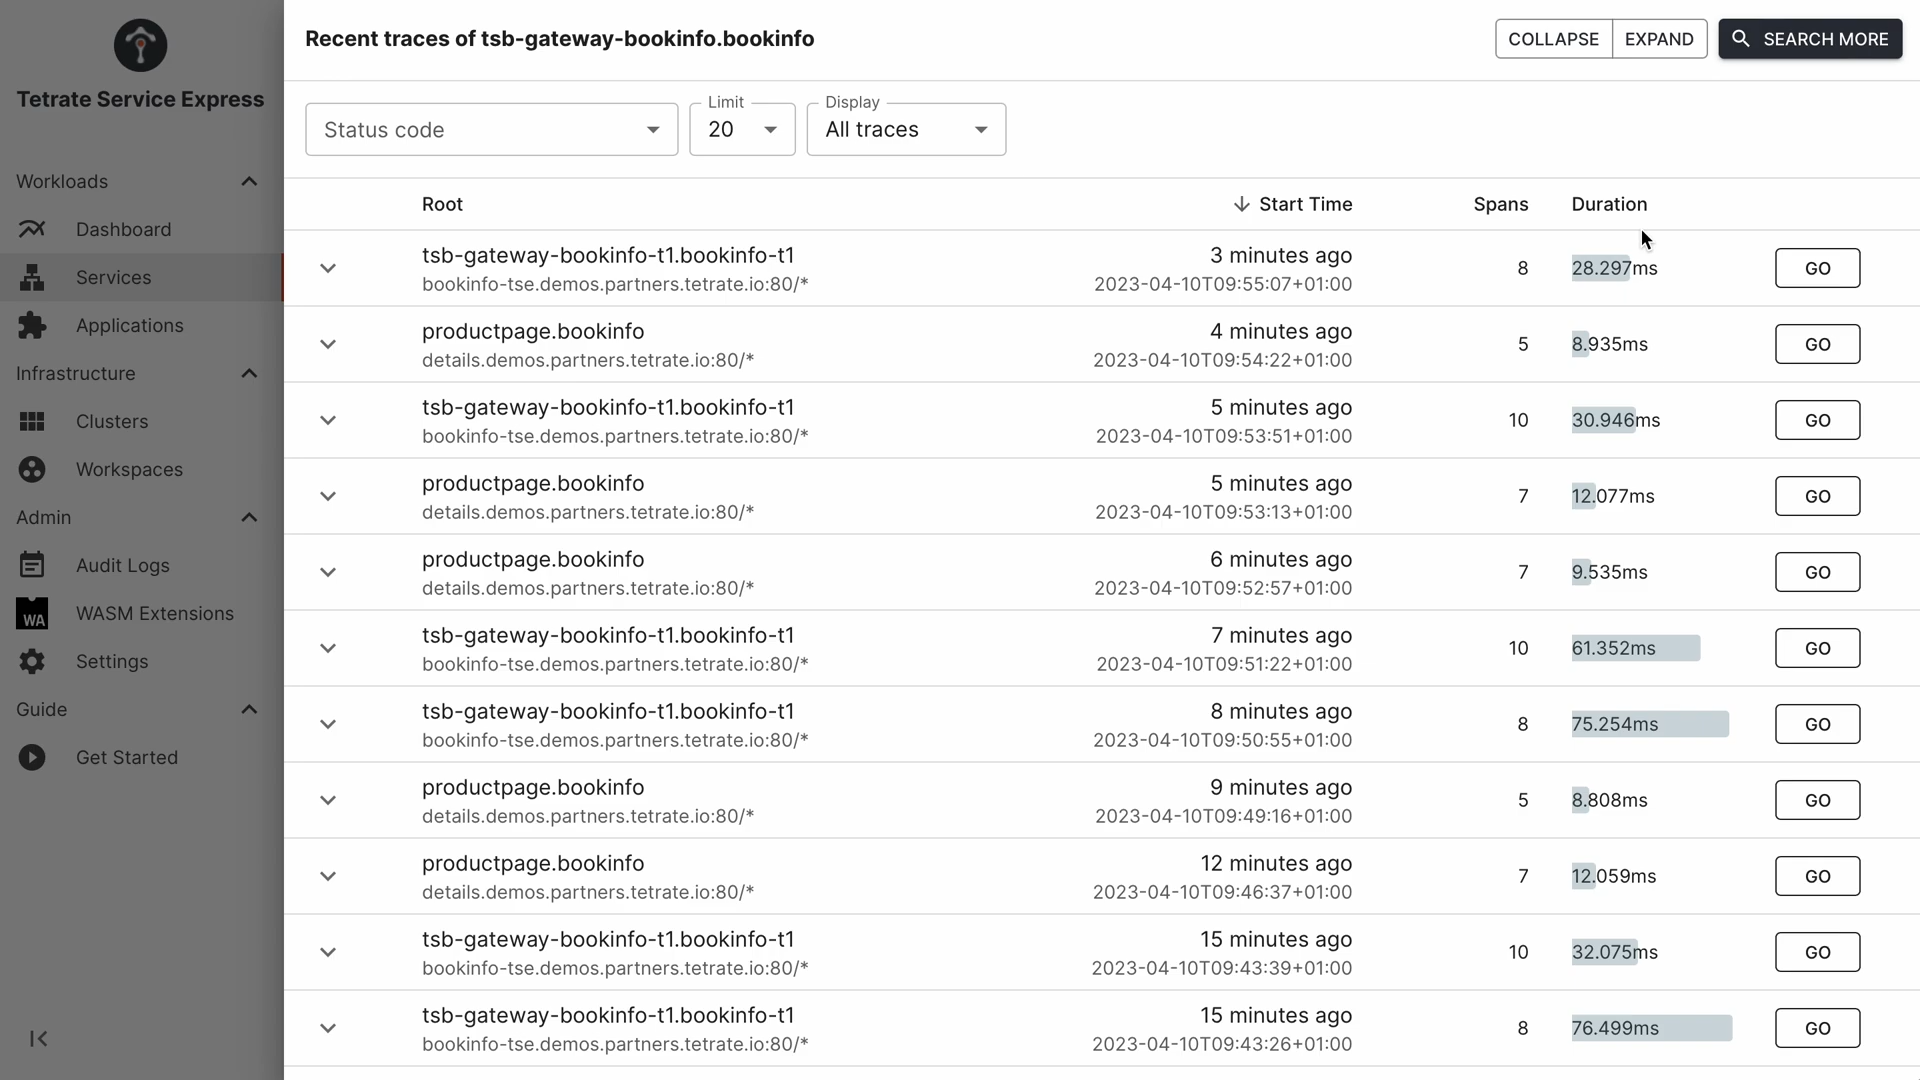 Tetrate Service Express
Workloads
Dashboard
Services
Applications
Infrastructure
Clusters
Workspaces
Admin
Audit Logs
WA
WASM Extensions
Settings
Guide
Get Started
Recent traces of tsb-gateway-bookinfo.bookinfo
COLLAPSE EXPAND SEARCH MORE
Status code
Limit
20
Display
All traces
Root Start Time Spans Duration
tsb-gateway-bookinfo-t1.bookinfo-t1 3 minutes ago
bookinfo-tse.demos.partners.tetrate.io:80/* 2023-04-10T09:55:07+01:00
8 28.297ms GO
productpage.bookinfo 4 minutes ago
details.demos.partners.tetrate.io:80/* 2023-04-10T09:54:22+01:00
5 8.935ms GO
tsb-gateway-bookinfo-t1.bookinfo-t1 5 minutes ago
bookinfo-tse.demos.partners.tetrate.io:80/* 2023-04-10T09:53:51+01:00
10 30.946ms GO
productpage.bookinfo 5 minutes ago
details.demos.partners.tetrate.io:80/* 2023-04-10T09:53:13+01:00
7 12.077ms GO
productpage.bookinfo 6 minutes ago
details.demos.partners.tetrate.io:80/* 2023-04-10T09:52:57+01:00
7 9.535ms GO
tsb-gateway-bookinfo-t1.bookinfo-t1 7 minutes ago
bookinfo-tse.demos.partners.tetrate.io:80/* 2023-04-10T09:51:22+01:00
10 61.352ms GO
tsb-gateway-bookinfo-t1.bookinfo-t1 8 minutes ago
bookinfo-tse.demos.partners.tetrate.io:80/* 2023-04-10T09:50:55+01:00
8 75.254ms GO
productpage.bookinfo 9 minutes ago
details.demos.partners.tetrate.io:80/* 2023-04-10T09:49:16+01:00
5 8.808ms GO
productpage.bookinfo 12 minutes ago
details.demos.partners.tetrate.io:80/* 2023-04-10T09:46:37+01:00
7 12.059ms GO
tsb-gateway-bookinfo-t1.bookinfo-t1 15 minutes ago
bookinfo-tse.demos.partners.tetrate.io:80/* 2023-04-10T09:43:39+01:00
10 32.075ms GO
tsb-gateway-bookinfo-t1.bookinfo-t1 15 minutes ago
bookinfo-tse.demos.partners.tetrate.io:80/* 2023-04-10T09:43:26+01:00
8 76.499ms GO